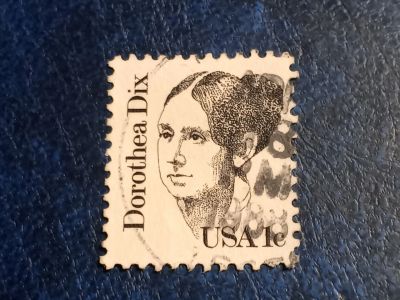 Dorothea Dix
USA 1c